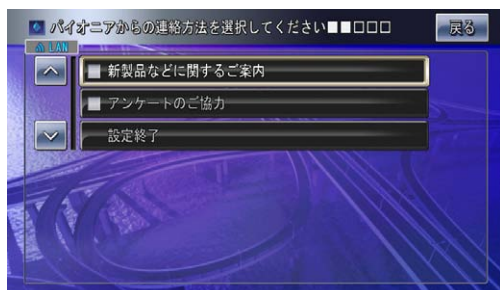 パイオニアからの連絡方法を選択してください■■□□□
戻る
LAN
新製品などに関するご案内
アンケートのご協力
設定終了